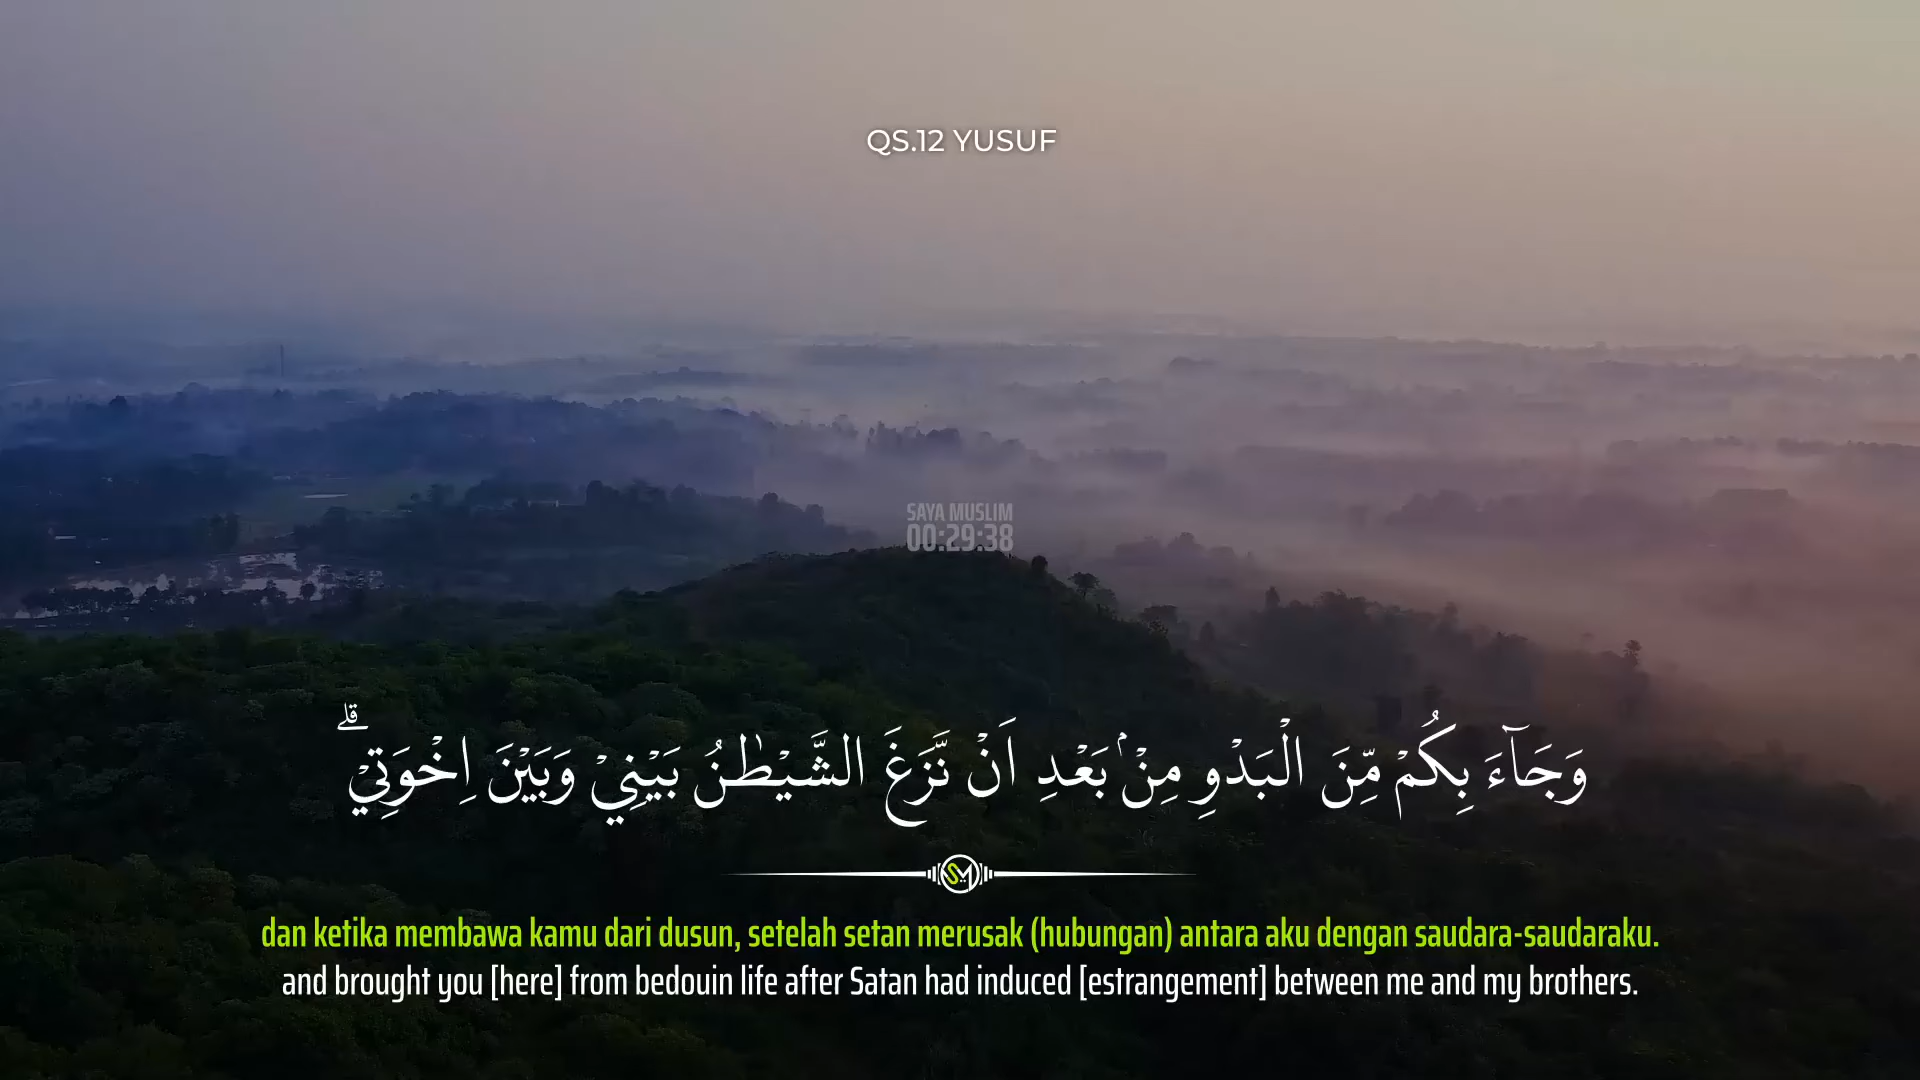 QS.12 YUSUF
SAYA MUSLIM
00:29:38
وَجَاۤءَ بِكُمْ مِّنَ الْبَدْوِ مِنْۢ بَعْدِ اَنْ نَّزَغَ الشَّيْطٰنُ بَيْنِيْ وَبَيْنَ اِخْوَتِيْۗ
SM
dan ketika membawa kamu dari dusun, setelah setan merusak (hubungan) antara aku dengan saudara-saudaraku.
and brought you [here] from bedouin life after Satan had induced [estrangement] between me and my brothers.